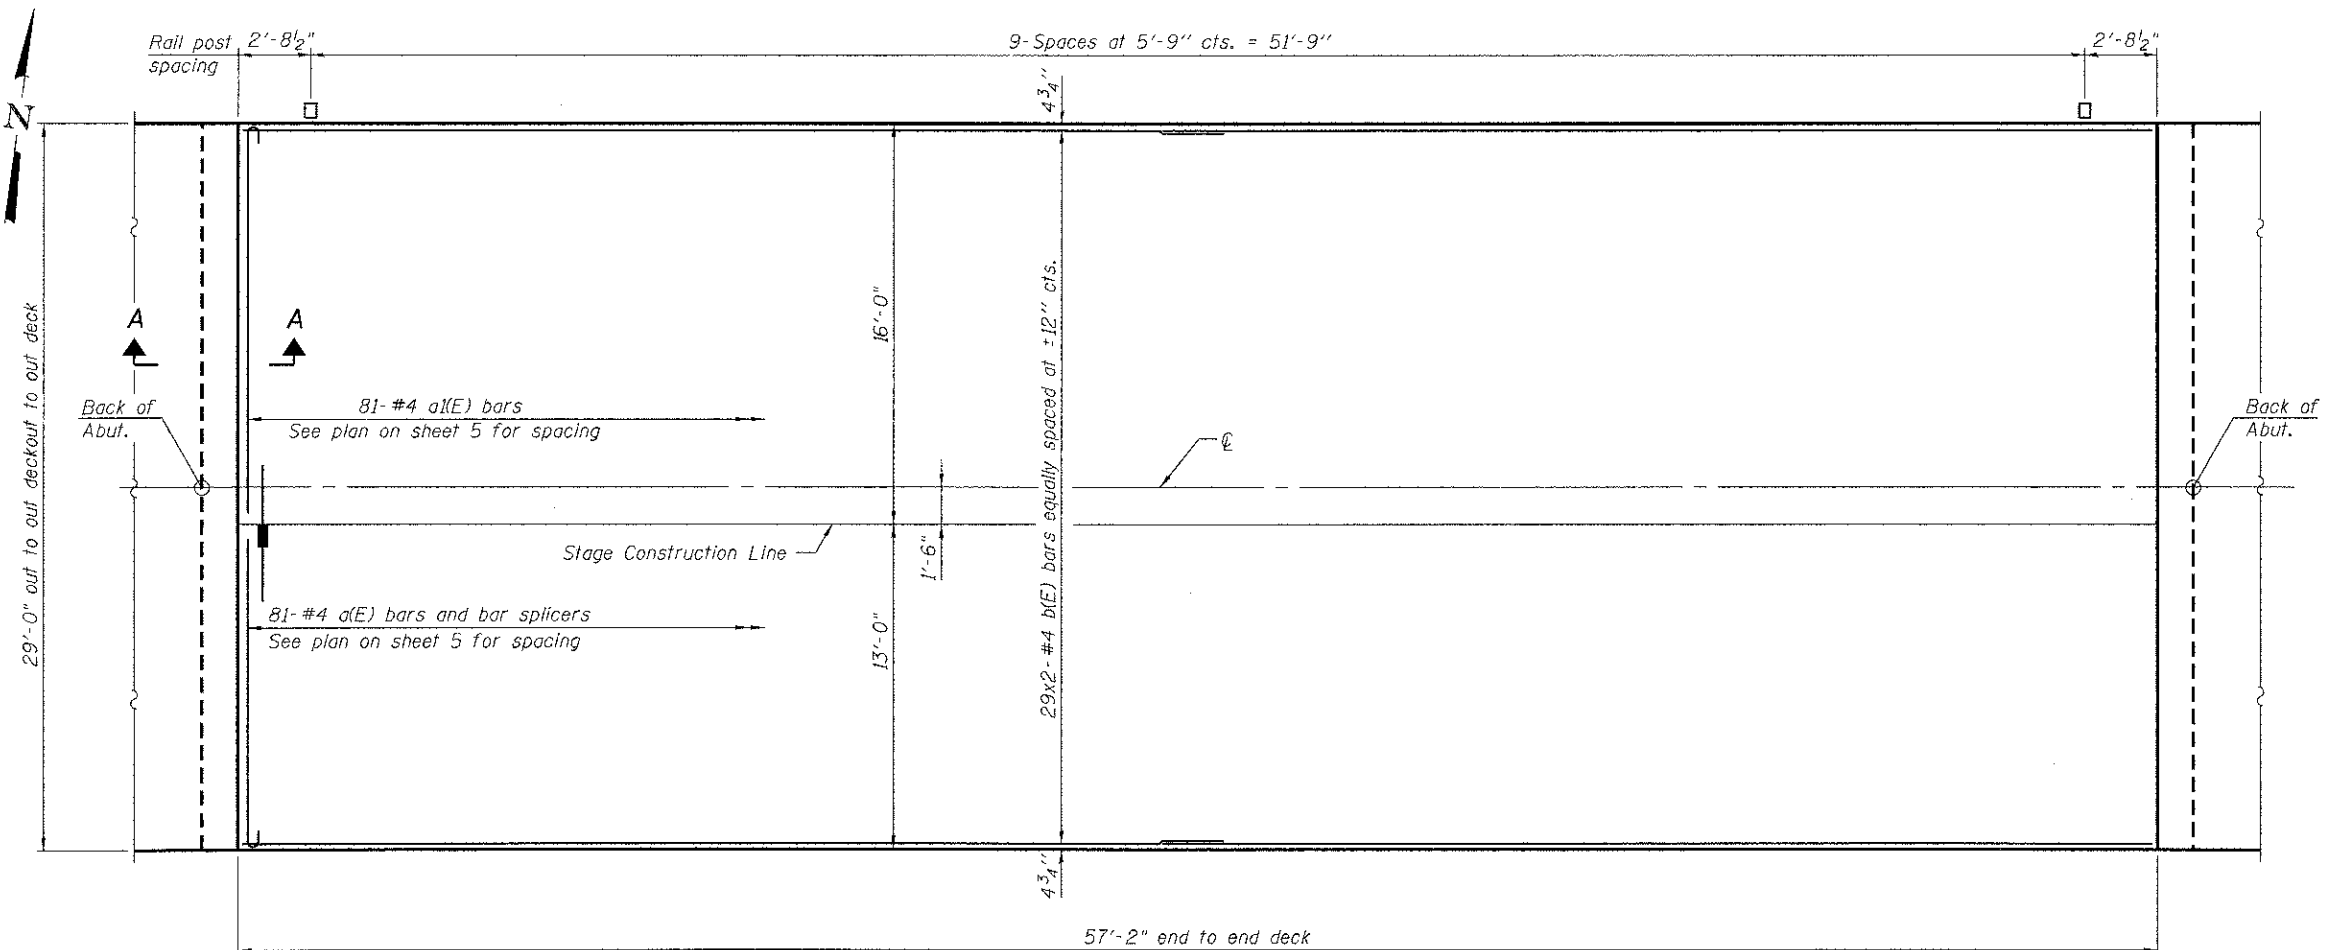 Rail post
spacing
2'-8½"
9-Spaces at 5'-9" cts. = 51'-9"
2'-8½"
N
4¾"
29'-0" out to out deckout to out deck
16'-0"
29x2-#4 b(E) bars equally spaced at ±12" cts.
A
A
Back of
Abut.
81-#4 a1(E) bars
See plan on sheet 5 for spacing
℄
Back of
Abut.
Stage Construction Line
1'-6"
81-#4 a(E) bars and bar splicers
See plan on sheet 5 for spacing
13'-0"
4¾"
57'-2" end to end deck